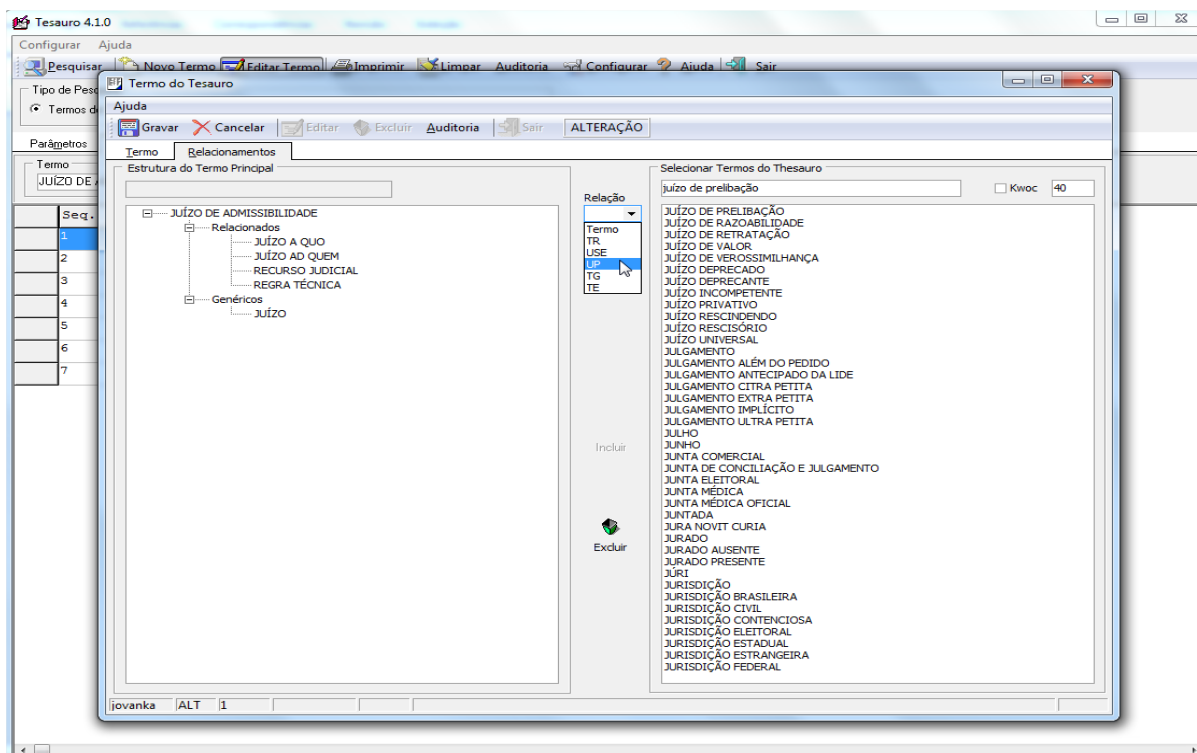 Tesauro 4.1.0
Configurar Ajuda
Pesquisar Novo Termo Editar Termo Imprimir Limpar Auditoria Configurar Ajuda Sair
Tipo de Pesq
Termos d
Parâmetros
Termo
JUÍZO DE A
Seq.
1
2
3
4
5
6
7
Termo do Tesauro
Ajuda
Gravar Cancelar Editar Excluir Auditoria Sair ALTERAÇÃO
Termo Relacionamentos
Estrutura do Termo Principal
JUÍZO DE ADMISSIBILIDADE
Relacionados
JUÍZO A QUO
JUÍZO AD QUEM
RECURSO JUDICIAL
REGRA TÉCNICA
Genéricos
JUÍZO
Relação
Termo
TR
USE
UP
TG
TE
Incluir
Excluir
Selecionar Termos do Thesauro
juízo de prelibação Kwoc 40
JUÍZO DE PRELIBAÇÃO
JUÍZO DE RAZOABILIDADE
JUÍZO DE RETRATAÇÃO
JUÍZO DE VALOR
JUÍZO DE VEROSSIMILHANÇA
JUÍZO DEPRECADO
JUÍZO DEPRECANTE
JUÍZO INCOMPETENTE
JUÍZO PRIVATIVO
JUÍZO RESCINDENDO
JUÍZO RESCISÓRIO
JUÍZO UNIVERSAL
JULGAMENTO
JULGAMENTO ALÉM DO PEDIDO
JULGAMENTO ANTECIPADO DA LIDE
JULGAMENTO CITRA PETITA
JULGAMENTO EXTRA PETITA
JULGAMENTO IMPLÍCITO
JULGAMENTO ULTRA PETITA
JULHO
JUNHO
JUNTA COMERCIAL
JUNTA DE CONCILIAÇÃO E JULGAMENTO
JUNTA ELEITORAL
JUNTA MÉDICA
JUNTA MÉDICA OFICIAL
JUNTADA
JURA NOVIT CURIA
JURADO
JURADO AUSENTE
JURADO PRESENTE
JÚRI
JURISDIÇÃO
JURISDIÇÃO BRASILEIRA
JURISDIÇÃO CIVIL
JURISDIÇÃO CONTENCIOSA
JURISDIÇÃO ELEITORAL
JURISDIÇÃO ESTADUAL
JURISDIÇÃO ESTRANGEIRA
JURISDIÇÃO FEDERAL
jovanka ALT 1